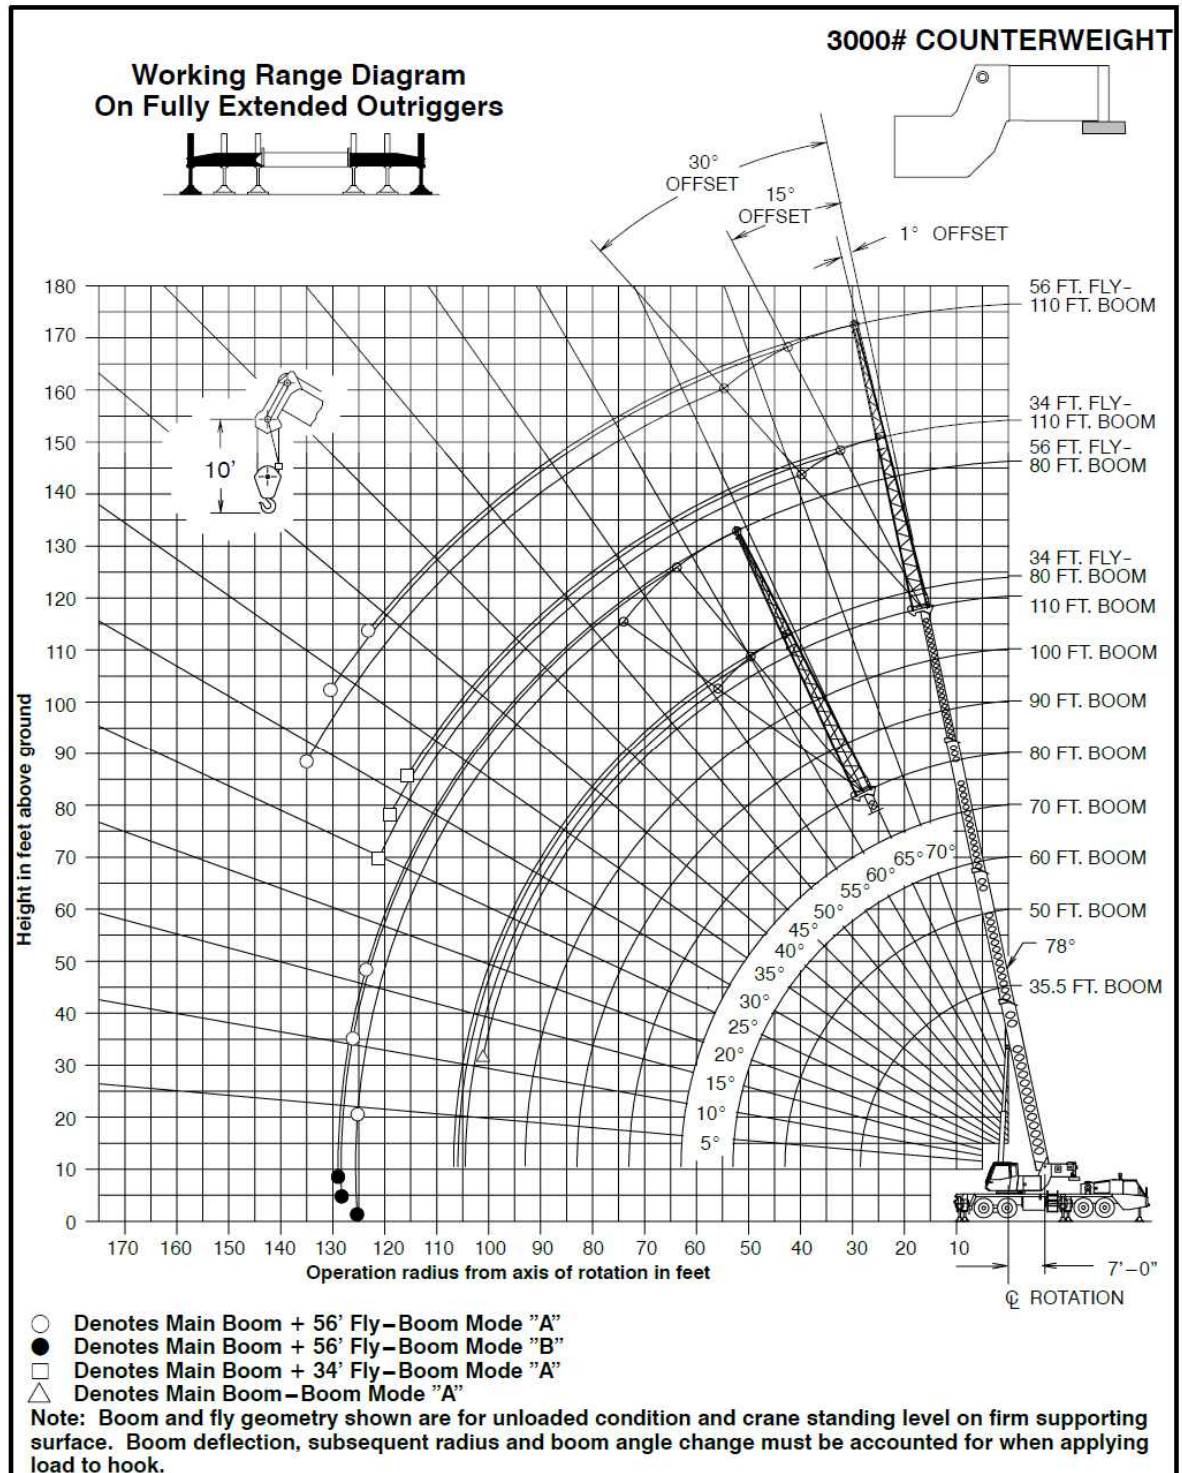 3000# COUNTERWEIGHT
Working Range Diagram
On Fully Extended Outriggers
30°
OFFSET
15°
OFFSET
1° OFFSET
180
170
160
150
140
130
120
110
100
90
80
70
60
50
40
30
20
10
0
Height in feet above ground
10'
56 FT. FLY–
110 FT. BOOM
34 FT. FLY–
110 FT. BOOM
56 FT. FLY–
80 FT. BOOM
34 FT. FLY–
80 FT. BOOM
110 FT. BOOM
100 FT. BOOM
90 FT. BOOM
80 FT. BOOM
70 FT. BOOM
60 FT. BOOM
50 FT. BOOM
78°
35.5 FT. BOOM
70°
65°
60°
55°
50°
45°
40°
35°
30°
25°
20°
15°
10°
5°
170 160 150 140 130 120 110 100 90 80 70 60 50 40 30 20 10
Operation radius from axis of rotation in feet
7'–0"
℄ ROTATION
Denotes Main Boom + 56' Fly–Boom Mode "A"
Denotes Main Boom + 56' Fly–Boom Mode "B"
Denotes Main Boom + 34' Fly–Boom Mode "A"
Denotes Main Boom–Boom Mode "A"
Note: Boom and fly geometry shown are for unloaded condition and crane standing level on firm supporting
surface. Boom deflection, subsequent radius and boom angle change must be accounted for when applying
load to hook.